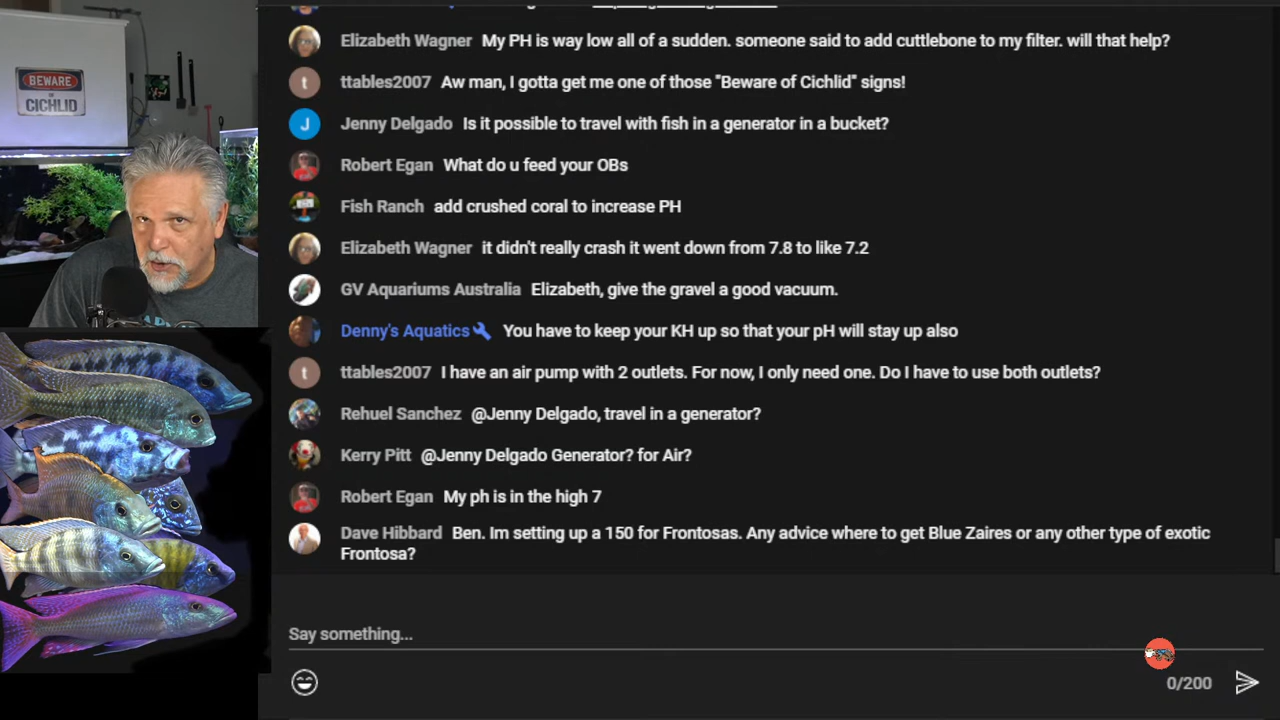 BEWARE
OF
CICHLID
Elizabeth Wagner My PH is way low all of a sudden. someone said to add cuttlebone to my filter. will that help?
t ttables2007 Aw man, I gotta get me one of those "Beware of Cichlid" signs!
J Jenny Delgado Is it possible to travel with fish in a generator in a bucket?
Robert Egan What do u feed your OBs
Fish Ranch add crushed coral to increase PH
Elizabeth Wagner it didn't really crash it went down from 7.8 to like 7.2
GV Aquariums Australia Elizabeth, give the gravel a good vacuum.
Denny's Aquatics You have to keep your KH up so that your pH will stay up also
t ttables2007 I have an air pump with 2 outlets. For now, I only need one. Do I have to use both outlets?
Rehuel Sanchez @Jenny Delgado, travel in a generator?
Kerry Pitt @Jenny Delgado Generator? for Air?
Robert Egan My ph is in the high 7
Dave Hibbard Ben. Im setting up a 150 for Frontosas. Any advice where to get Blue Zaires or any other type of exotic
Frontosa?
Say something...
0/200